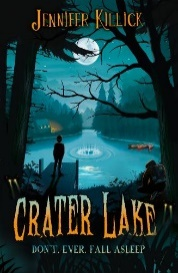 JENNIFER KILLICK
CRATER LAKE
DON'T. EVER. FALL ASLEEP